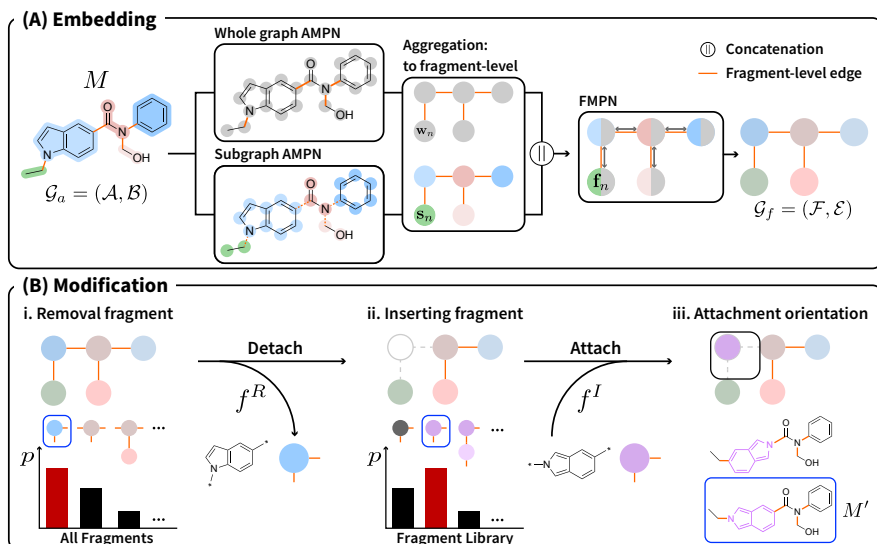 (A) Embedding
Whole graph AMPN
Aggregation:
to fragment-level
Concatenation
Fragment-level edge
M
O
N
OH
N
O
N
OH
N
w_n
FMPN
Subgraph AMPN
O
N
OH
N
s_n
f_n
||
𝒢_a = (𝒜, ℬ)
𝒢_f = (ℱ, ℰ)
(B) Modification
i. Removal fragment
ii. Inserting fragment
iii. Attachment orientation
Detach
Attach
f^R
f^I
...
...
p
p
N
*
*
*
N
*
O
N
N
OH
O
N
N
OH
M′
...
...
All Fragments
Fragment Library